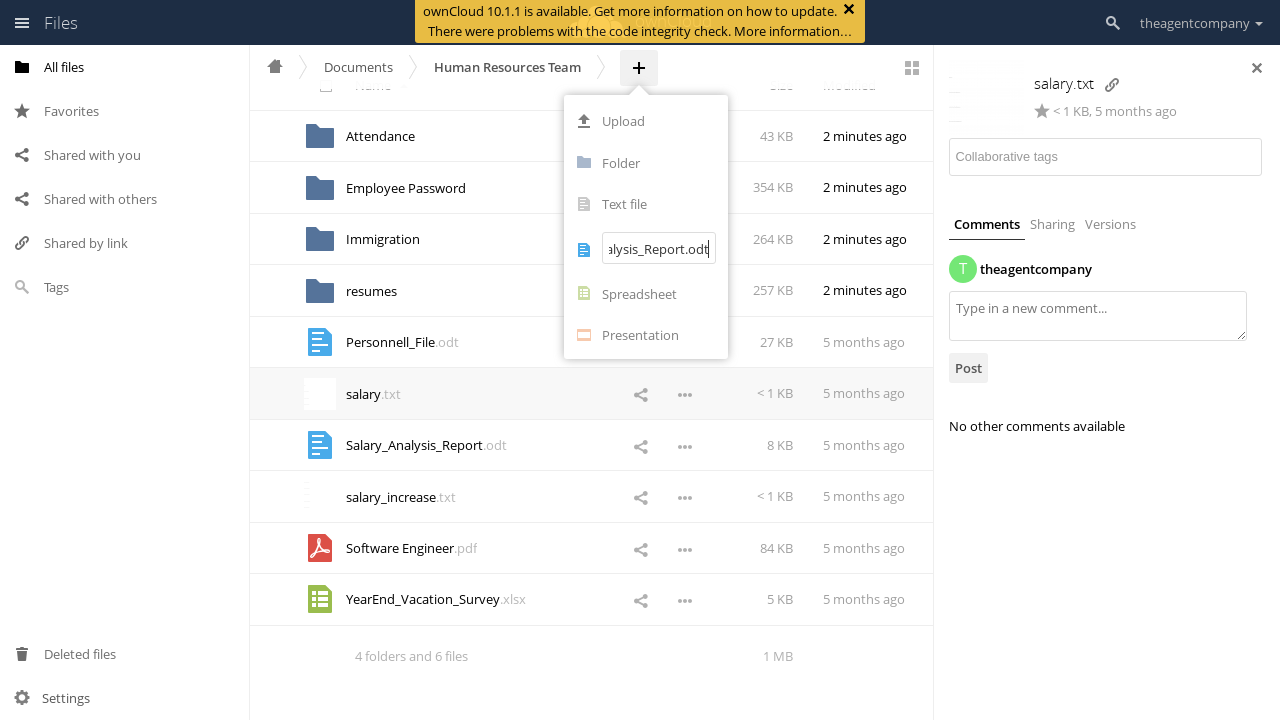 Files
ownCloud 10.1.1 is available. Get more information on how to update.
There were problems with the code integrity check. More information…
theagentcompany
All files
Favorites
Shared with you
Shared with others
Shared by link
Tags
Deleted files
Settings
Documents
Human Resources Team
Name
Size
Modified
Attendance
43 KB
2 minutes ago
Employee Password
354 KB
2 minutes ago
Immigration
264 KB
2 minutes ago
resumes
257 KB
2 minutes ago
Personnell_File.odt
27 KB
5 months ago
salary.txt
< 1 KB
5 months ago
Salary_Analysis_Report.odt
8 KB
5 months ago
salary_increase.txt
< 1 KB
5 months ago
Software Engineer.pdf
84 KB
5 months ago
YearEnd_Vacation_Survey.xlsx
5 KB
5 months ago
4 folders and 6 files
1 MB
Upload
Folder
Text file
alysis_Report.odt
Spreadsheet
Presentation
salary.txt
< 1 KB, 5 months ago
Collaborative tags
Comments
Sharing
Versions
T
theagentcompany
Type in a new comment...
Post
No other comments available